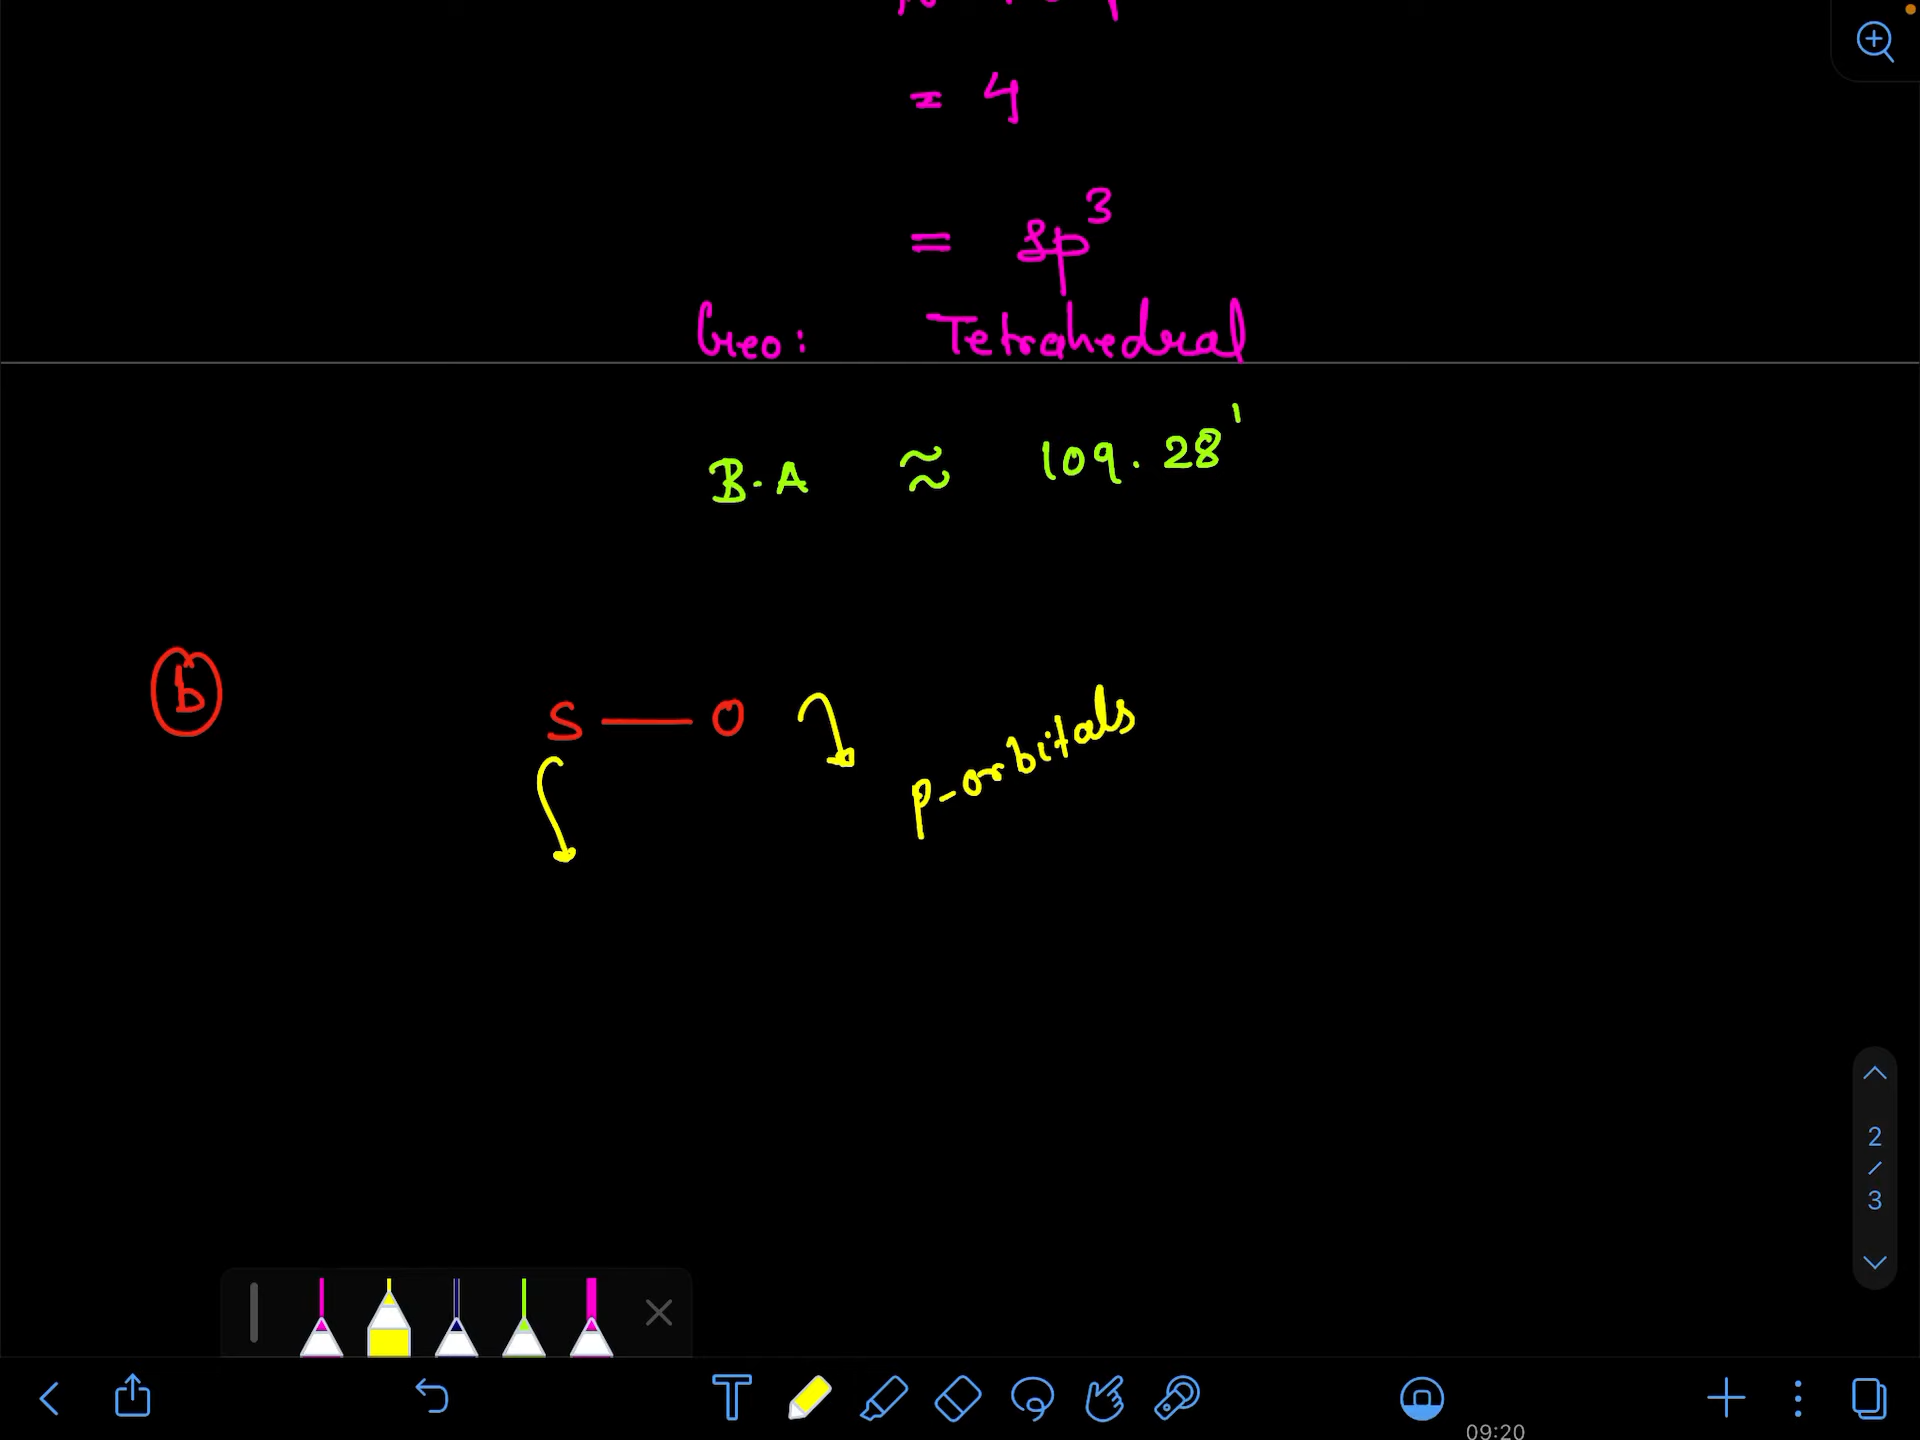 = 4
= sp³
Geo: Tetrahedral
B.A ≈ 109.28'
b
S — O
p-orbitals
2
/
3
T
09:20